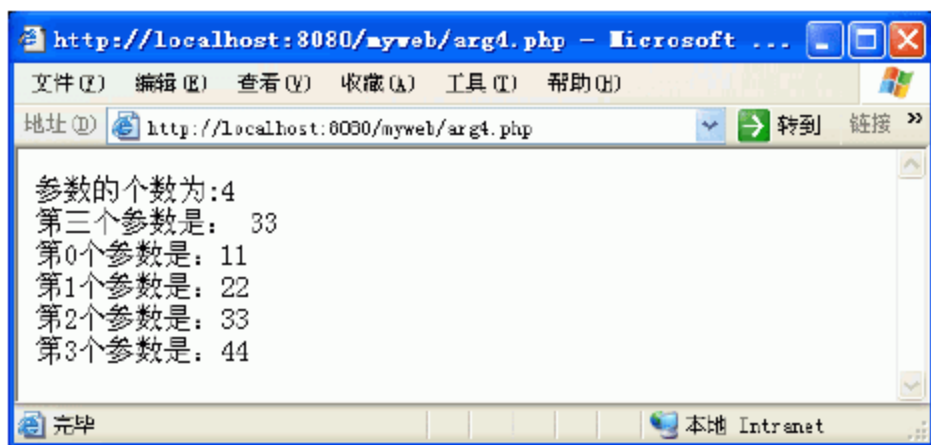 http://localhost:8080/myweb/arg4.php - Microsoft ...
文件(F) 编辑(E) 查看(V) 收藏(A) 工具(T) 帮助(H)
地址(D) http://localhost:8080/myweb/arg4.php 转到 链接 »
参数的个数为:4
第三个参数是： 33
第0个参数是：11
第1个参数是：22
第2个参数是：33
第3个参数是：44
完毕 本地 Intranet